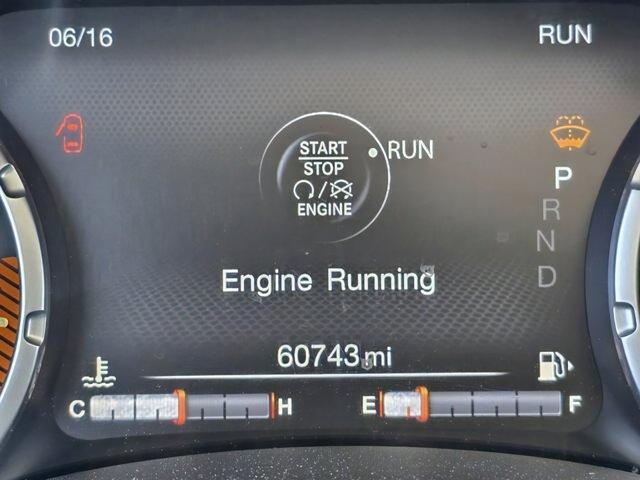 06/16 RUN
START
STOP
ENGINE
RUN
P
R
N
D
Engine Running
60743 mi
C H E F